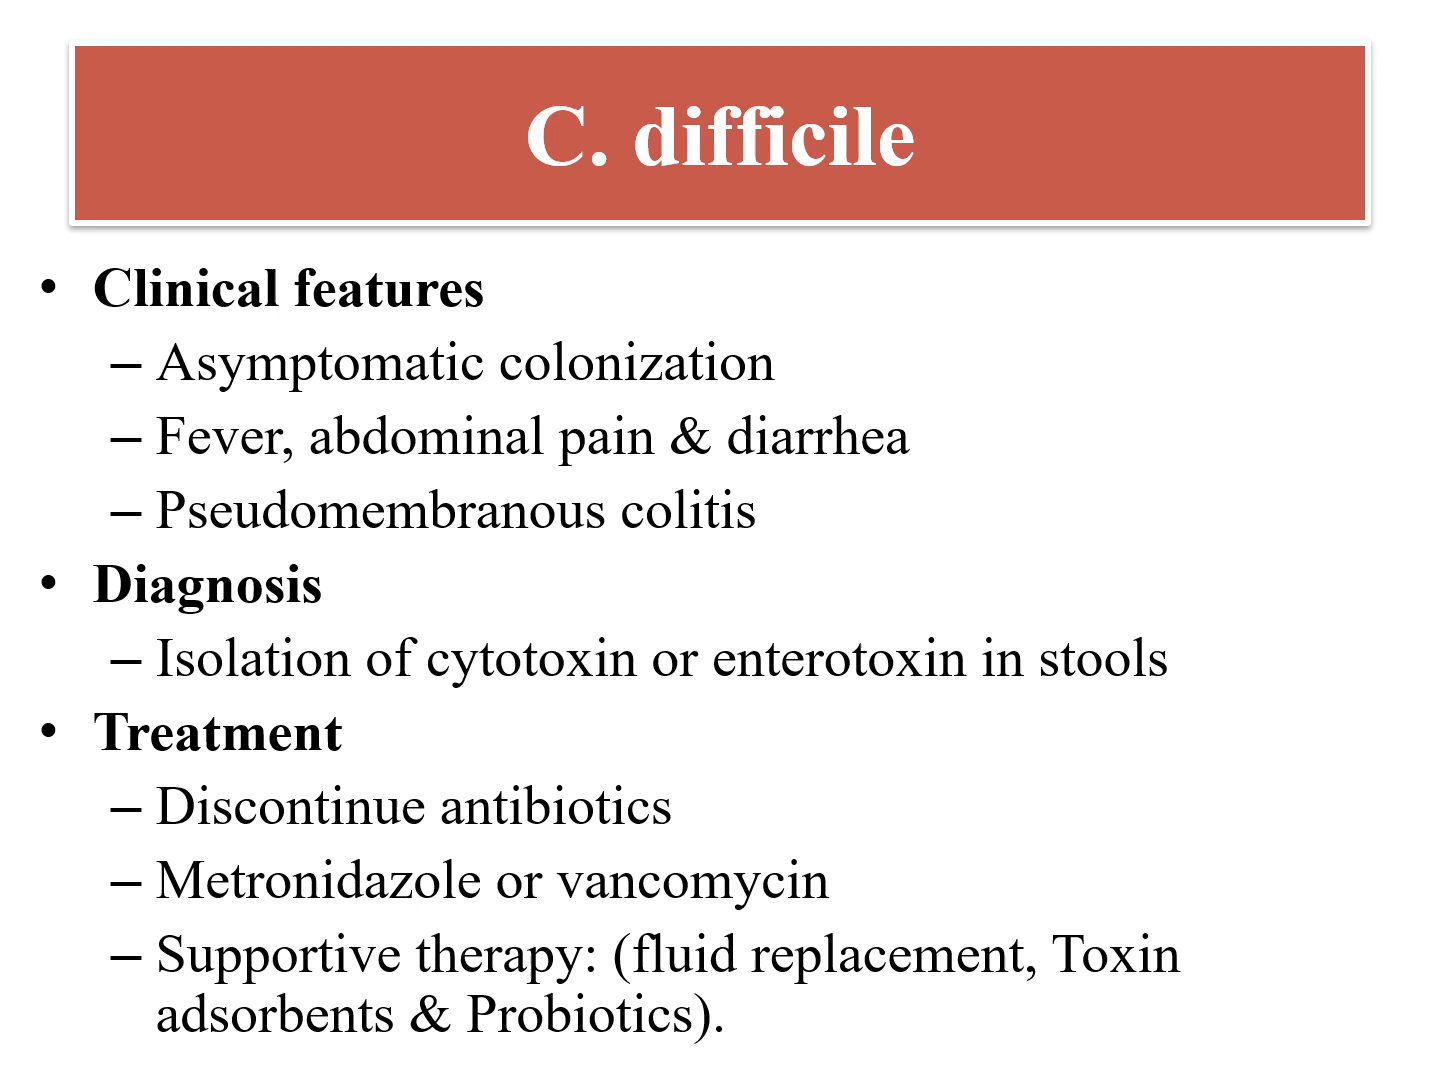 C. difficile
• Clinical features
– Asymptomatic colonization
– Fever, abdominal pain & diarrhea
– Pseudomembranous colitis
• Diagnosis
– Isolation of cytotoxin or enterotoxin in stools
• Treatment
– Discontinue antibiotics
– Metronidazole or vancomycin
– Supportive therapy: (fluid replacement, Toxin
adsorbents & Probiotics).